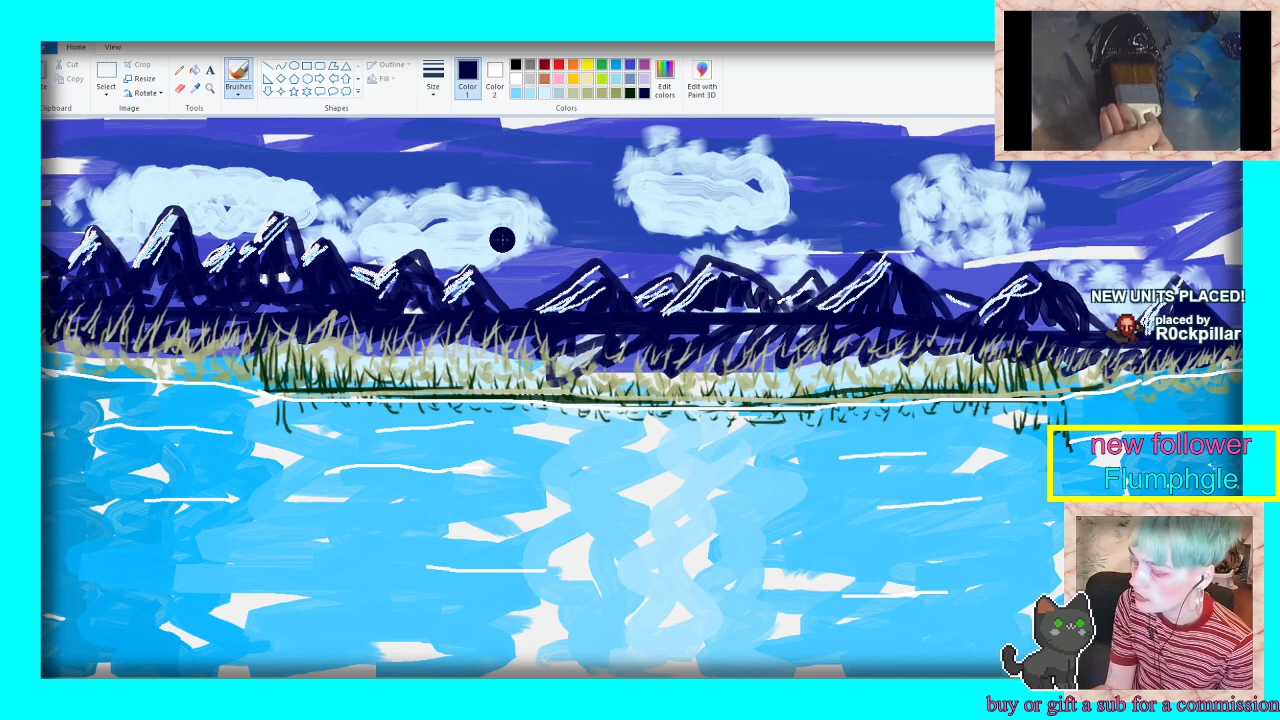 Home View
Cut
Copy
Clipboard
Select
Crop
Resize
Rotate
Image
A
Tools
Brushes
Shapes
Outline
Fill
Size
Color 1
Color 2
Colors
Edit colors
Edit with Paint 3D
NEW UNITS PLACED!
placed by
R0ckpillar
new follower
Flumphgle
buy or gift a sub for a commission